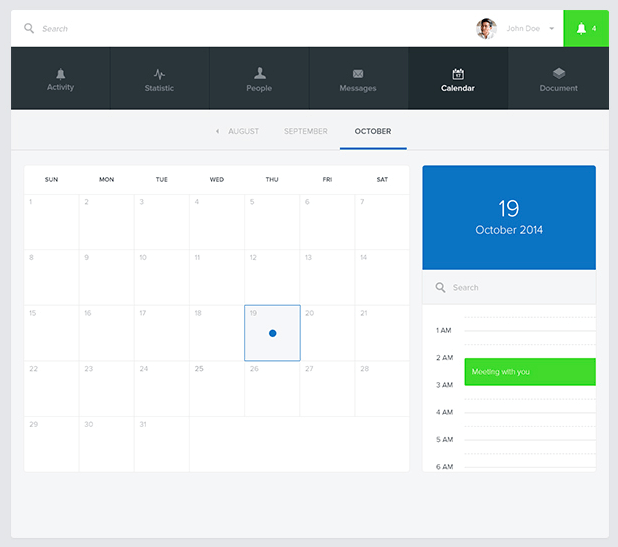 Search
John Doe
4
Activity
Statistic
People
Messages
17
Calendar
Document
AUGUST
SEPTEMBER
OCTOBER
SUN MON TUE WED THU FRI SAT
1 2 3 4 5 6 7
8 9 10 11 12 13 14
15 16 17 18 19 20 21
22 23 24 25 26 27 28
29 30 31
19
October 2014
Search
1 AM
2 AM
Meeting with you
3 AM
4 AM
5 AM
6 AM